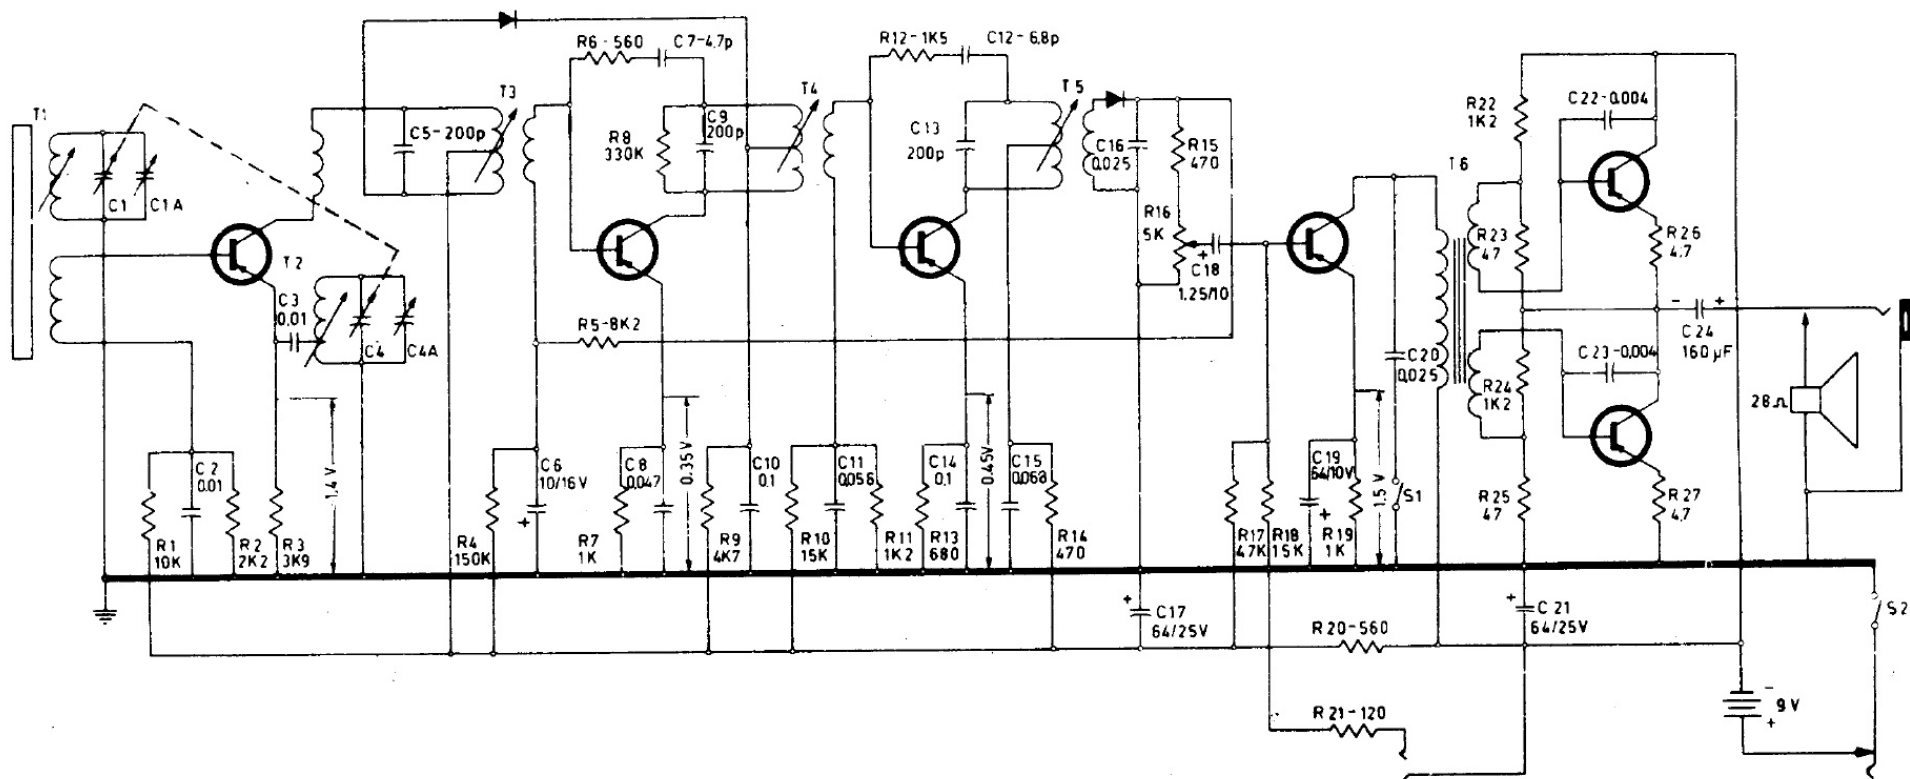 T1
C1
C1A
T2
C3
0.01
C4
C4A
C5-200p
T3
R6-560
C7-4.7p
R8
330K
C9
200p
T4
R12-1K5
C12-6.8p
C13
200p
T5
C16
0.025
R15
470
R16
5K
+
C18
1.25/10
R5-8K2
T6
R22
1K2
C22-0.004
R23
47
R26
4.7
-
+
C24
160 µF
C23-0.004
R24
1K2
C20
0.025
28Ω
R25
47
R27
4.7
R1
10K
C2
0.01
R2
2K2
R3
3K9
1.4 V
R4
150K
C6
10/16V
+
C8
0.047
R7
1K
0.35V
R9
4K7
C10
0.1
R10
15K
C11
0.056
R11
1K2
C14
0.1
R13
680
0.45V
C15
0.068
R14
470
R17
47K
R18
15K
C19
64/10V
+
R19
1K
1.5 V
S1
+
C17
64/25V
R20-560
+
C21
64/25V
S2
R21-120
-
9V
+